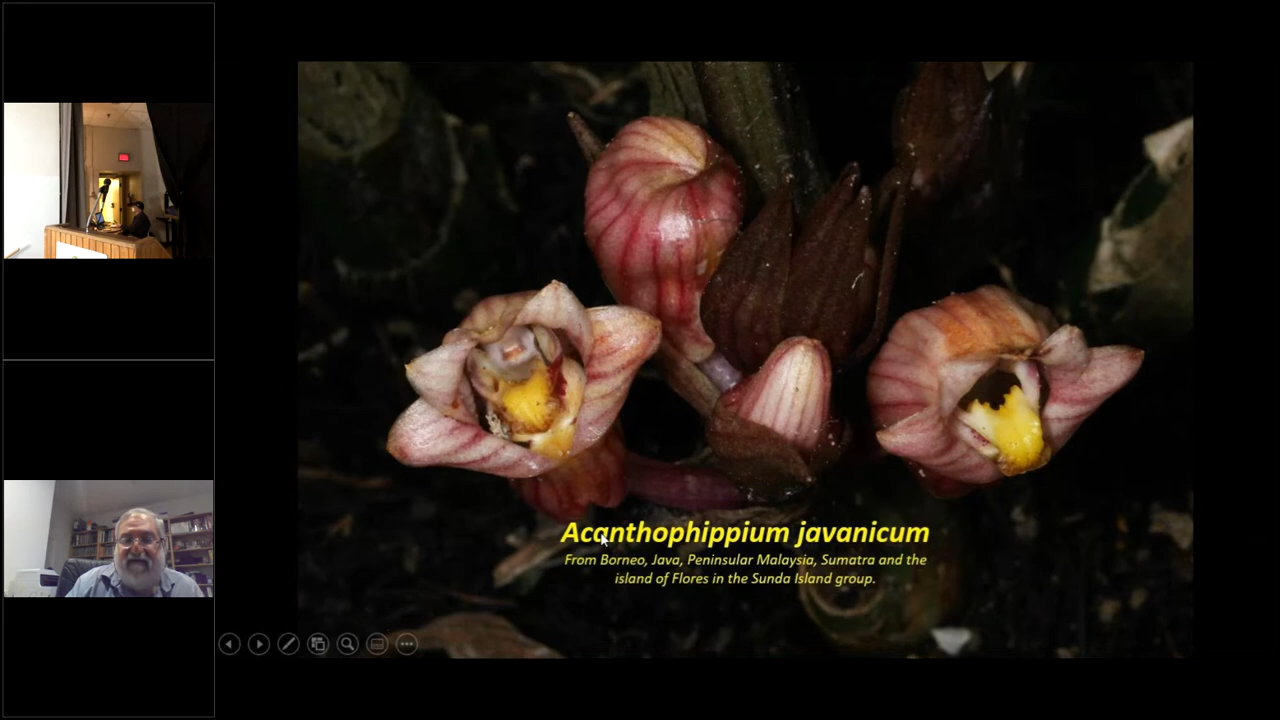 Acanthophippium javanicum
From Borneo, Java, Peninsular Malaysia, Sumatra and the
island of Flores in the Sunda Island group.